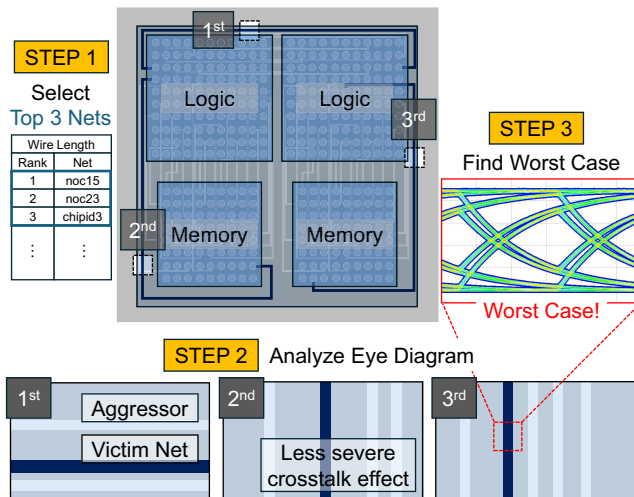 STEP 1
Select
Top 3 Nets
Wire Length
Rank Net
1 noc15
2 noc23
3 chipid3
⋮ ⋮
1st
Logic
Logic
3rd
2nd
Memory
Memory
STEP 3
Find Worst Case
Worst Case!
STEP 2 Analyze Eye Diagram
1st
Aggressor
Victim Net
2nd
Less severe
crosstalk effect
3rd